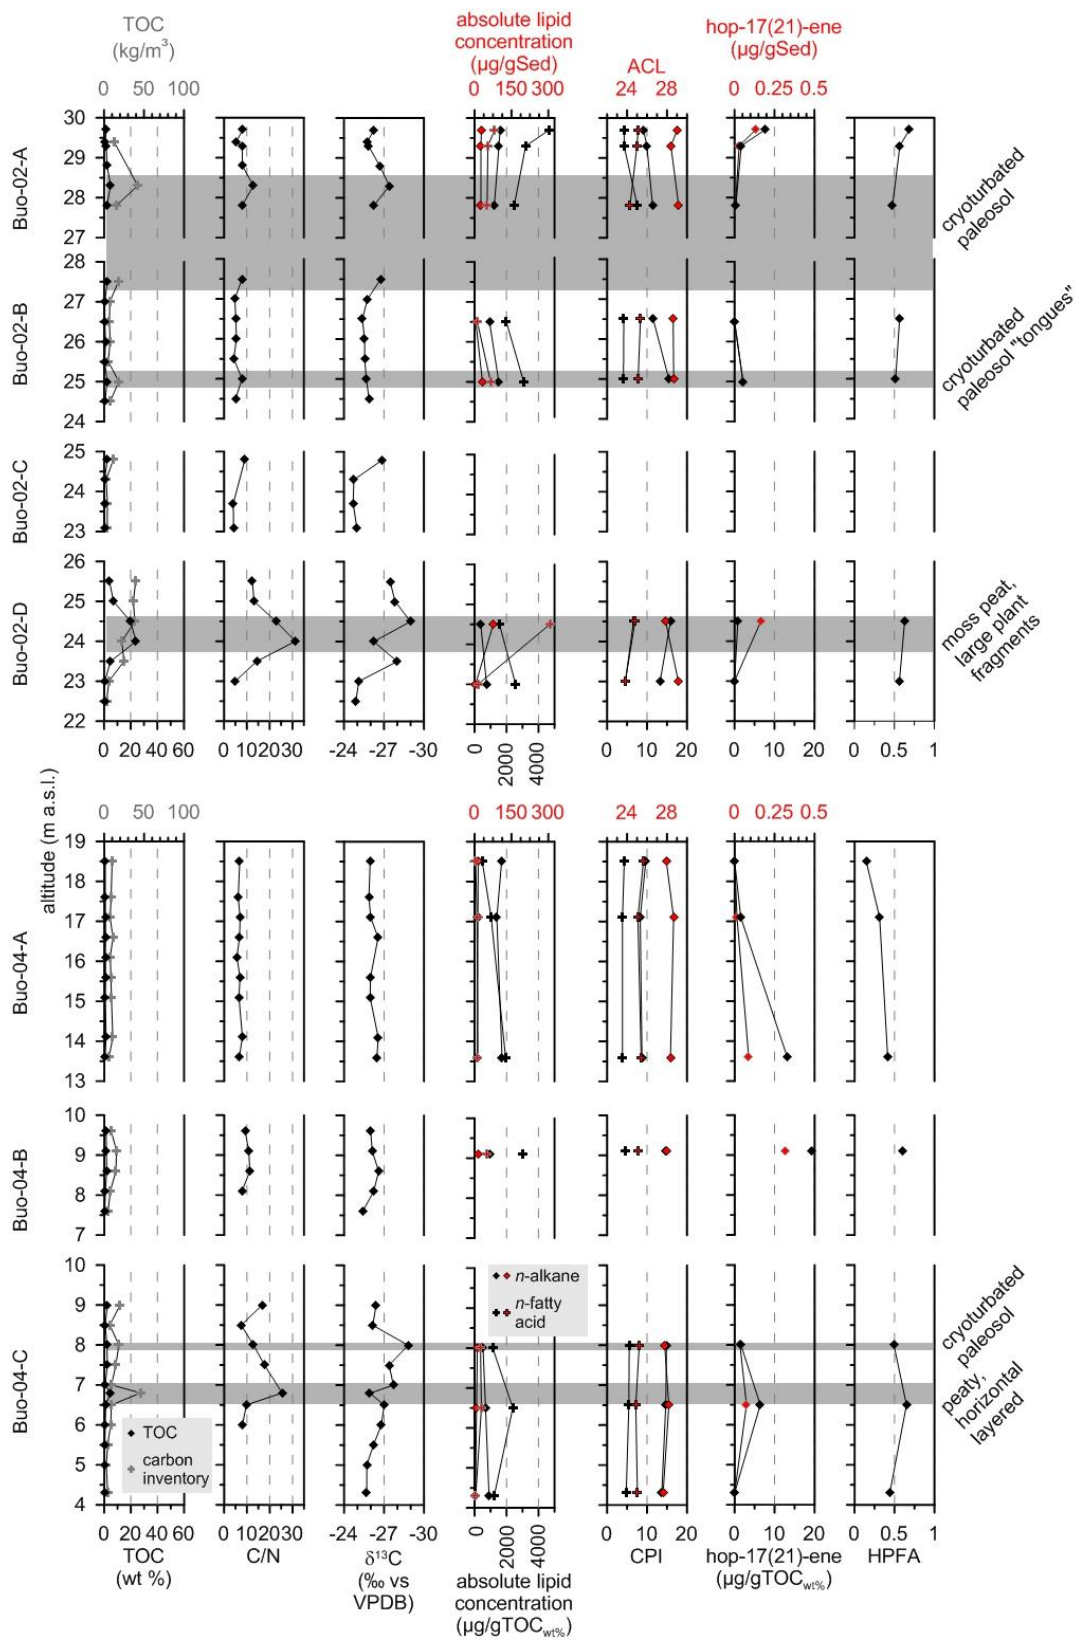 TOC
(kg/m³)
0 50 100
absolute lipid
concentration
(µg/gSed)
0 150 300
ACL
24 28
hop-17(21)-ene
(µg/gSed)
0 0.25 0.5
Buo-02-A
30
29
28
27
cryoturbated
paleosol
Buo-02-B
28
27
26
25
24
cryoturbated
paleosol "tongues"
Buo-02-C
25
24
23
Buo-02-D
26
25
24
23
22
moss peat,
large plant
fragments
0 20 40 60
0 10 20 30
-24 -27 -30
0 2000 4000
0 10 20
0 10 20
0 0.5 1
altitude (m a.s.l.)
0 50 100
0 150 300
24 28
0 0.25 0.5
Buo-04-A
19
18
17
16
15
14
13
Buo-04-B
10
9
8
7
Buo-04-C
10
9
8
7
6
5
4
n-alkane
n-fatty
acid
TOC
carbon
inventory
cryoturbated
paleosol
peaty,
horizontal
layered
0 20 40 60
TOC
(wt %)
0 10 20 30
C/N
-24 -27 -30
δ¹³C
(‰ vs
VPDB)
0 2000 4000
absolute lipid
concentration
(µg/gTOCwt%)
0 10 20
CPI
0 10 20
hop-17(21)-ene
(µg/gTOCwt%)
0 0.5 1
HPFA